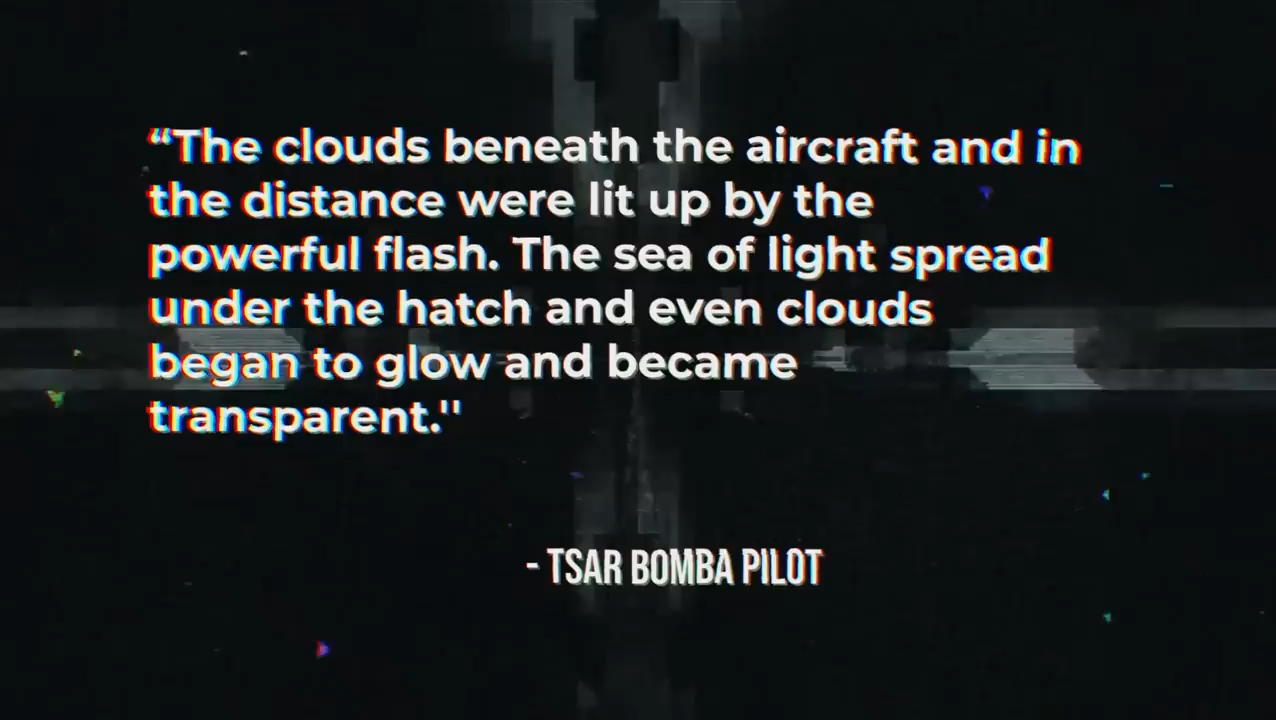 “The clouds beneath the aircraft and in
the distance were lit up by the
powerful flash. The sea of light spread
under the hatch and even clouds
began to glow and became
transparent."
- TSAR BOMBA PILOT